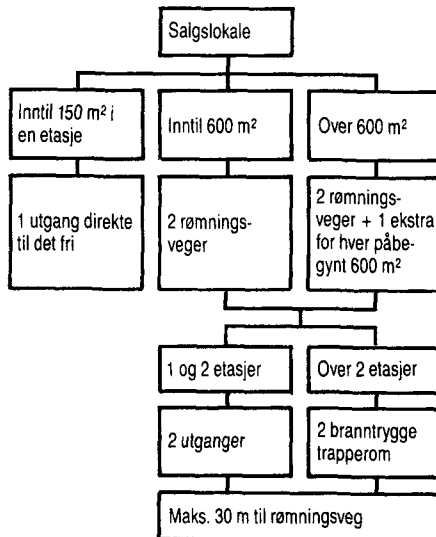 Salgslokale
Inntil 150 m² i
en etasje
Inntil 600 m²
Over 600 m²
1 utgang direkte
til det fri
2 rømnings-
veger
2 rømnings-
veger + 1 ekstra
for hver påbe-
gynt 600 m²
1 og 2 etasjer
Over 2 etasjer
2 utganger
2 branntrygge
trapperom
Maks. 30 m til rømningsveg